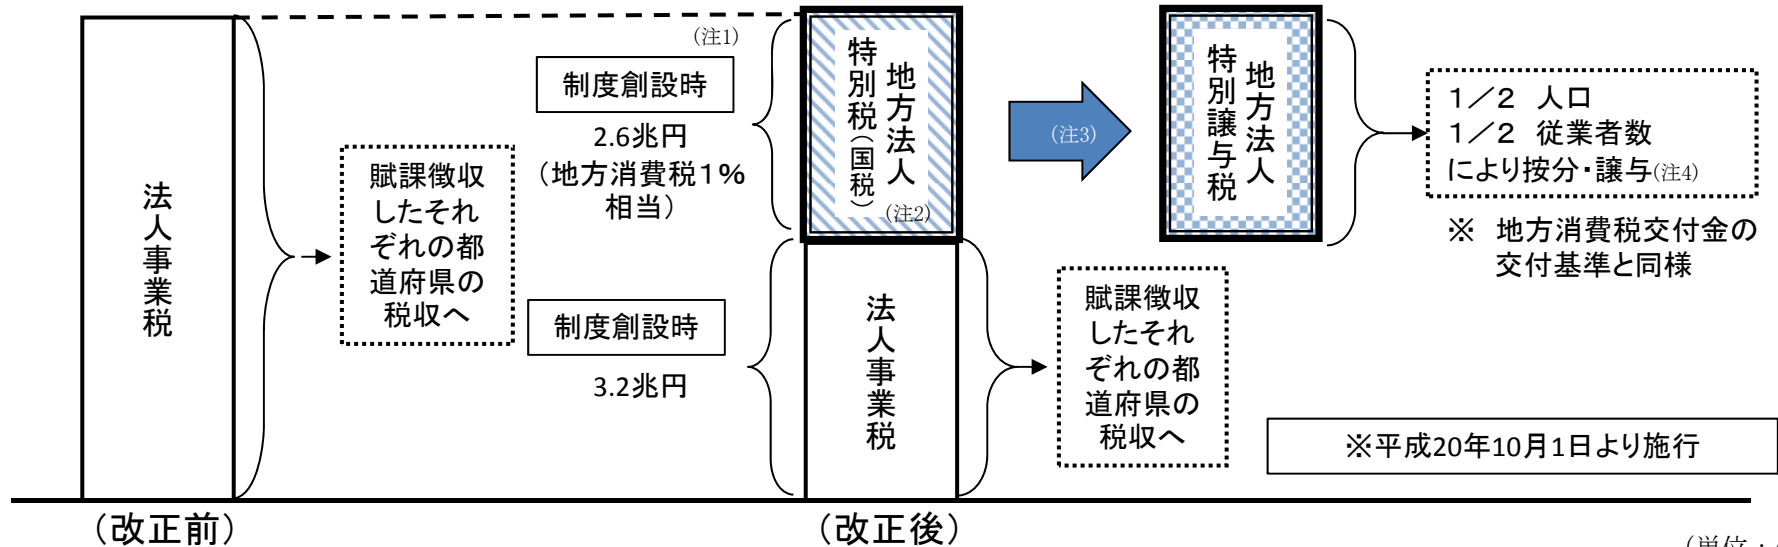 法人事業税
賦課徴収
したそれ
ぞれの都
道府県の
税収へ
(注1)
制度創設時
2.6兆円
(地方消費税1%
相当)
制度創設時
3.2兆円
地方法人
特別税(国税)
(注2)
法人事業税
(注3)
地方法人
特別譲与税
1/2 人口
1/2 従業者数
により按分・譲与(注4)
※ 地方消費税交付金の
交付基準と同様
賦課徴収
したそれ
ぞれの都
道府県の
税収へ
※平成20年10月1日より施行
(改正前)
(改正後)
(単位: